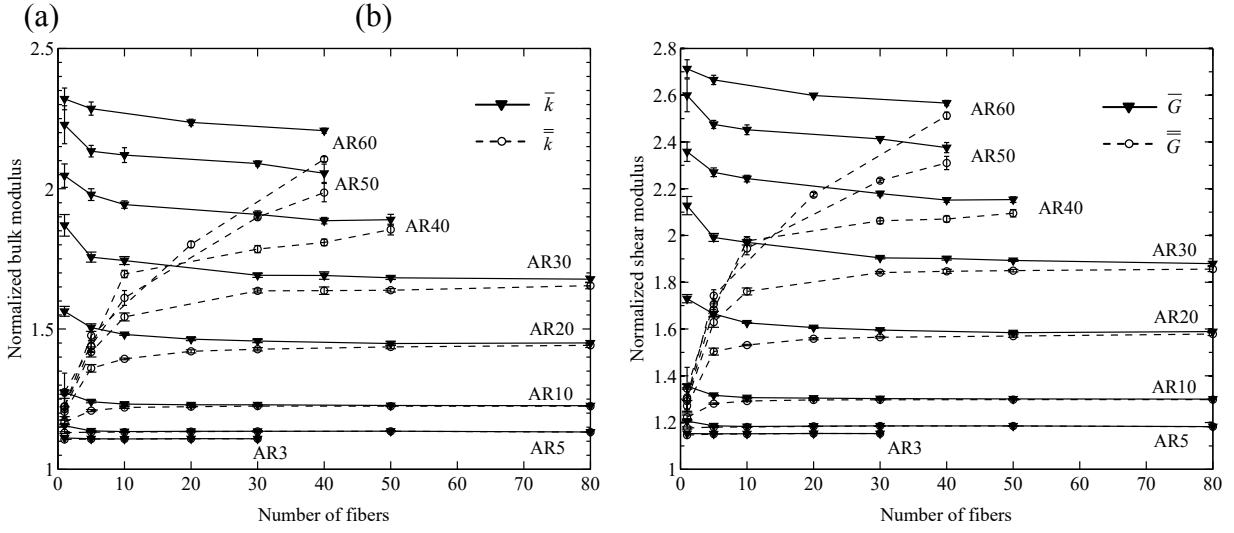 (a)
(b)
2.5
2
1.5
1
0 10 20 30 40 50 60 70 80
Normalized bulk modulus
Number of fibers
k̅
k̿
AR60
AR50
AR40
AR30
AR20
AR10
AR5
AR3
2.8
2.6
2.4
2.2
2
1.8
1.6
1.4
1.2
1
0 10 20 30 40 50 60 70 80
Normalized shear modulus
Number of fibers
G̅
G̿
AR60
AR50
AR40
AR30
AR20
AR10
AR5
AR3